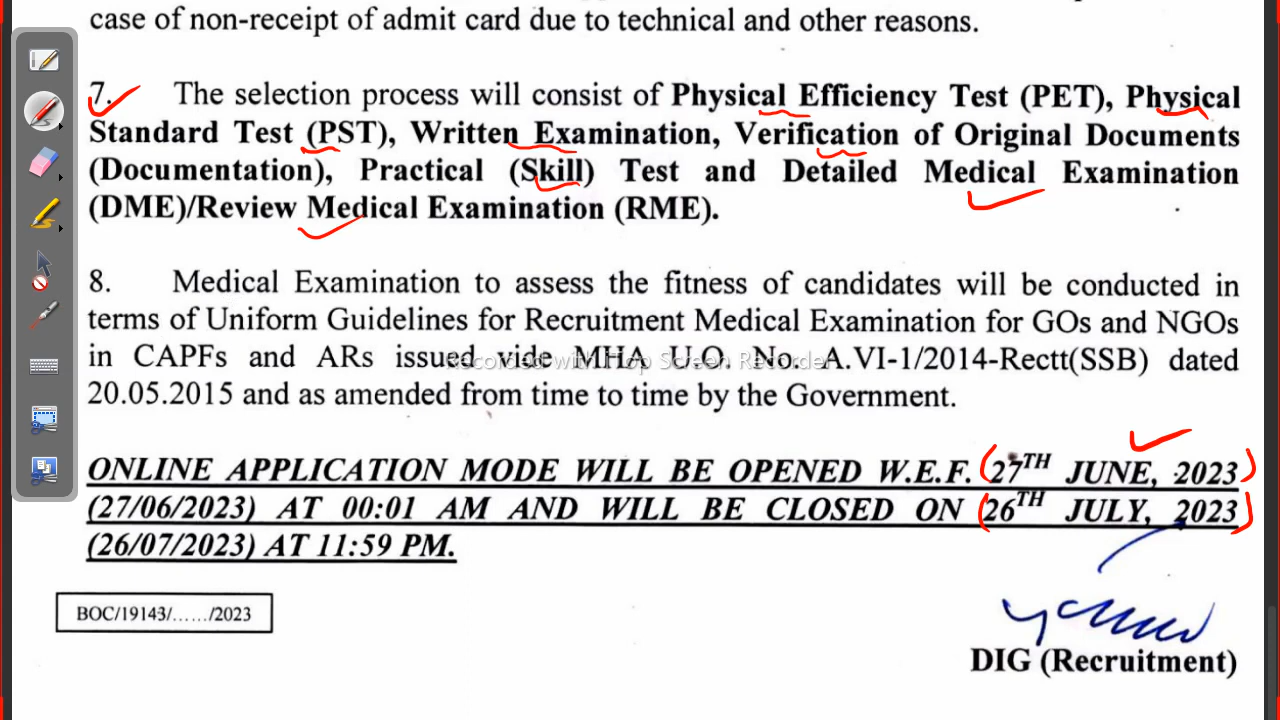 case of non-receipt of admit card due to technical and other reasons.
7. The selection process will consist of Physical Efficiency Test (PET), Physical
Standard Test (PST), Written Examination, Verification of Original Documents
(Documentation), Practical (Skill) Test and Detailed Medical Examination
(DME)/Review Medical Examination (RME).
8. Medical Examination to assess the fitness of candidates will be conducted in
terms of Uniform Guidelines for Recruitment Medical Examination for GOs and NGOs
in CAPFs and ARs issued vide MHA U.O. No. A.VI-1/2014-Rectt(SSB) dated
Recorded with iTop Screen Recorder
20.05.2015 and as amended from time to time by the Government.
ONLINE APPLICATION MODE WILL BE OPENED W.E.F. 27TH JUNE, 2023
(27/06/2023) AT 00:01 AM AND WILL BE CLOSED ON 26TH JULY, 2023
(26/07/2023) AT 11:59 PM.
BOC/19143/....../2023
DIG (Recruitment)